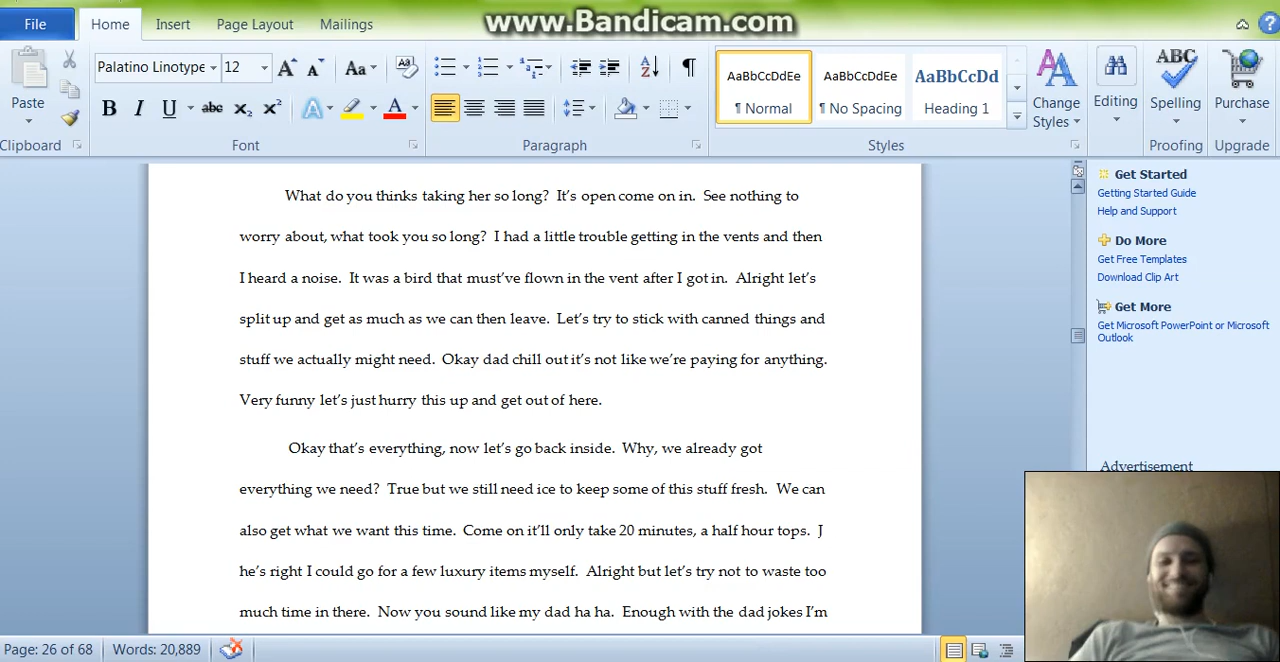 www.Bandicam.com
File Home Insert Page Layout Mailings
Palatino Linotype 12
Paste
Clipboard Font Paragraph Styles Proofing Upgrade
AaBbCcDdEe AaBbCcDdEe AaBbCcDd
¶ Normal ¶ No Spacing Heading 1
Change Styles Editing Spelling Purchase
What do you thinks taking her so long? It's open come on in. See nothing to
worry about, what took you so long? I had a little trouble getting in the vents and then
I heard a noise. It was a bird that must've flown in the vent after I got in. Alright let's
split up and get as much as we can then leave. Let's try to stick with canned things and
stuff we actually might need. Okay dad chill out it's not like we're paying for anything.
Very funny let's just hurry this up and get out of here.
Okay that's everything, now let's go back inside. Why, we already got
everything we need? True but we still need ice to keep some of this stuff fresh. We can
also get what we want this time. Come on it'll only take 20 minutes, a half hour tops. J
he's right I could go for a few luxury items myself. Alright but let's try not to waste too
much time in there. Now you sound like my dad ha ha. Enough with the dad jokes I'm
Get Started
Getting Started Guide
Help and Support
Do More
Get Free Templates
Download Clip Art
Get More
Get Microsoft PowerPoint or Microsoft
Outlook
Advertisement
Page: 26 of 68 Words: 20,889